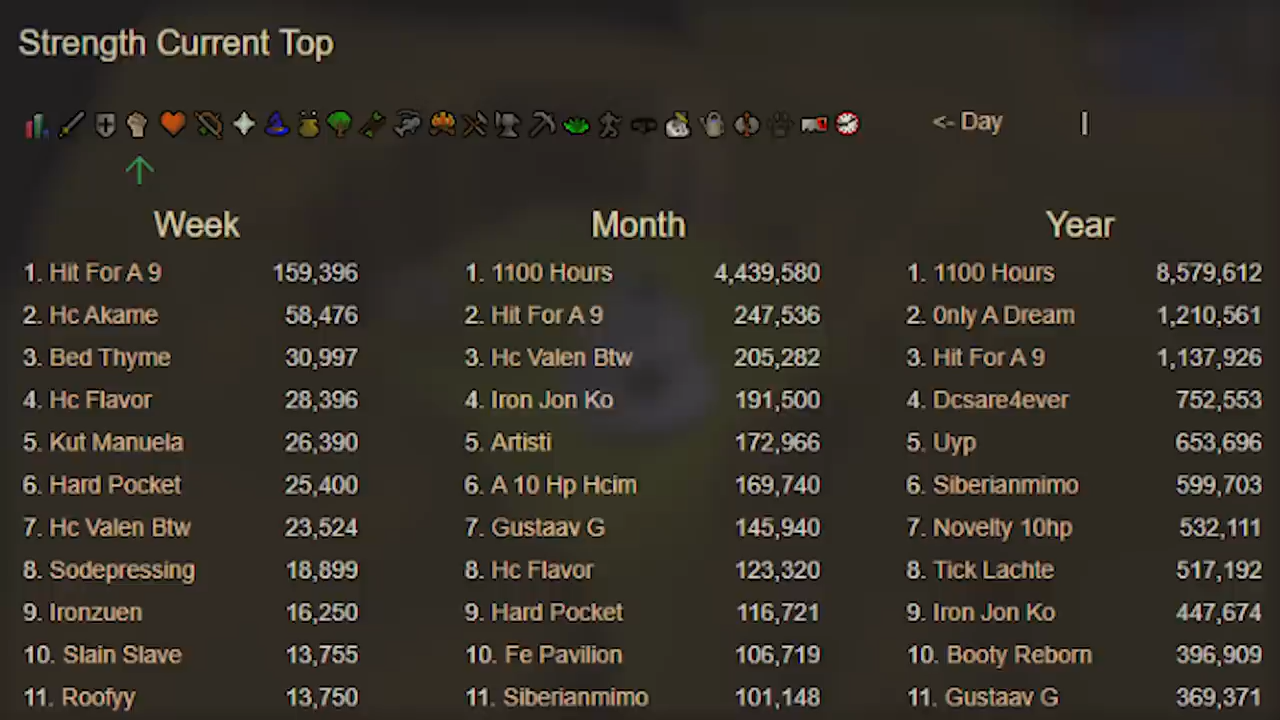 Strength Current Top
<- Day |
Week Month Year
1. Hit For A 9 159,396 1. 1100 Hours 4,439,580 1. 1100 Hours 8,579,612
2. Hc Akame 58,476 2. Hit For A 9 247,536 2. 0nly A Dream 1,210,561
3. Bed Thyme 30,997 3. Hc Valen Btw 205,282 3. Hit For A 9 1,137,926
4. Hc Flavor 28,396 4. Iron Jon Ko 191,500 4. Dcsare4ever 752,553
5. Kut Manuela 26,390 5. Artisti 172,966 5. Uyp 653,696
6. Hard Pocket 25,400 6. A 10 Hp Hcim 169,740 6. Siberianmimo 599,703
7. Hc Valen Btw 23,524 7. Gustaav G 145,940 7. Novelty 10hp 532,111
8. Sodepressing 18,899 8. Hc Flavor 123,320 8. Tick Lachte 517,192
9. Ironzuen 16,250 9. Hard Pocket 116,721 9. Iron Jon Ko 447,674
10. Slain Slave 13,755 10. Fe Pavilion 106,719 10. Booty Reborn 396,909
11. Roofyy 13,750 11. Siberianmimo 101,148 11. Gustaav G 369,371